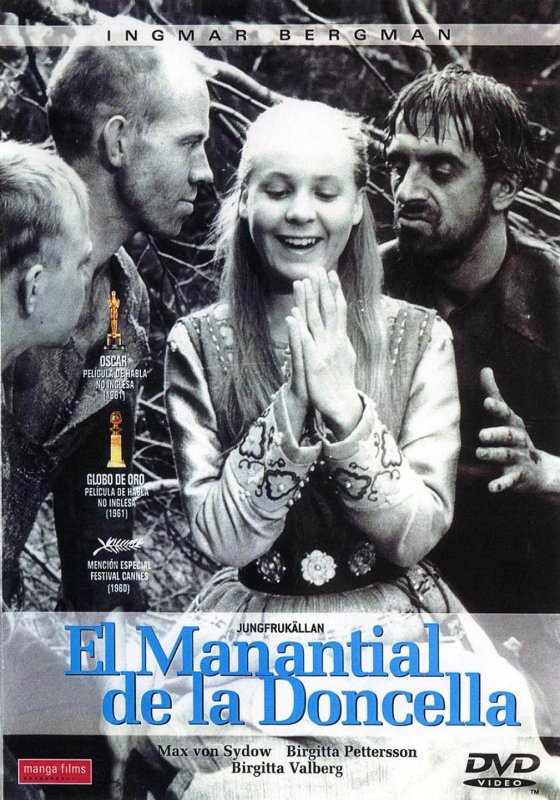 INGMAR BERGMAN
OSCAR
PELÍCULA DE HABLA
NO INGLESA
(1961)
GLOBO DE ORO
PELÍCULA DE HABLA
NO INGLESA
(1961)
MENCIÓN ESPECIAL
FESTIVAL CANNES
(1960)
JUNGFRUKÄLLAN
El Manantial
de la Doncella
Max von Sydow Birgitta Pettersson
Birgitta Valberg
manga films
DVD
VIDEO
TM